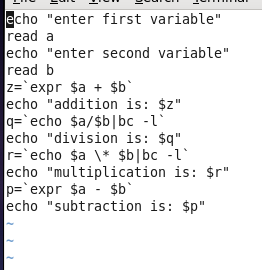 echo "enter first variable"
read a
echo "enter second variable"
read b
z=`expr $a + $b`
echo "addition is: $z"
q=`echo $a/$b|bc -l`
echo "division is: $q"
r=`echo $a \* $b|bc -l`
echo "multiplication is: $r"
p=`expr $a - $b`
echo "subtraction is: $p"
~
~
~